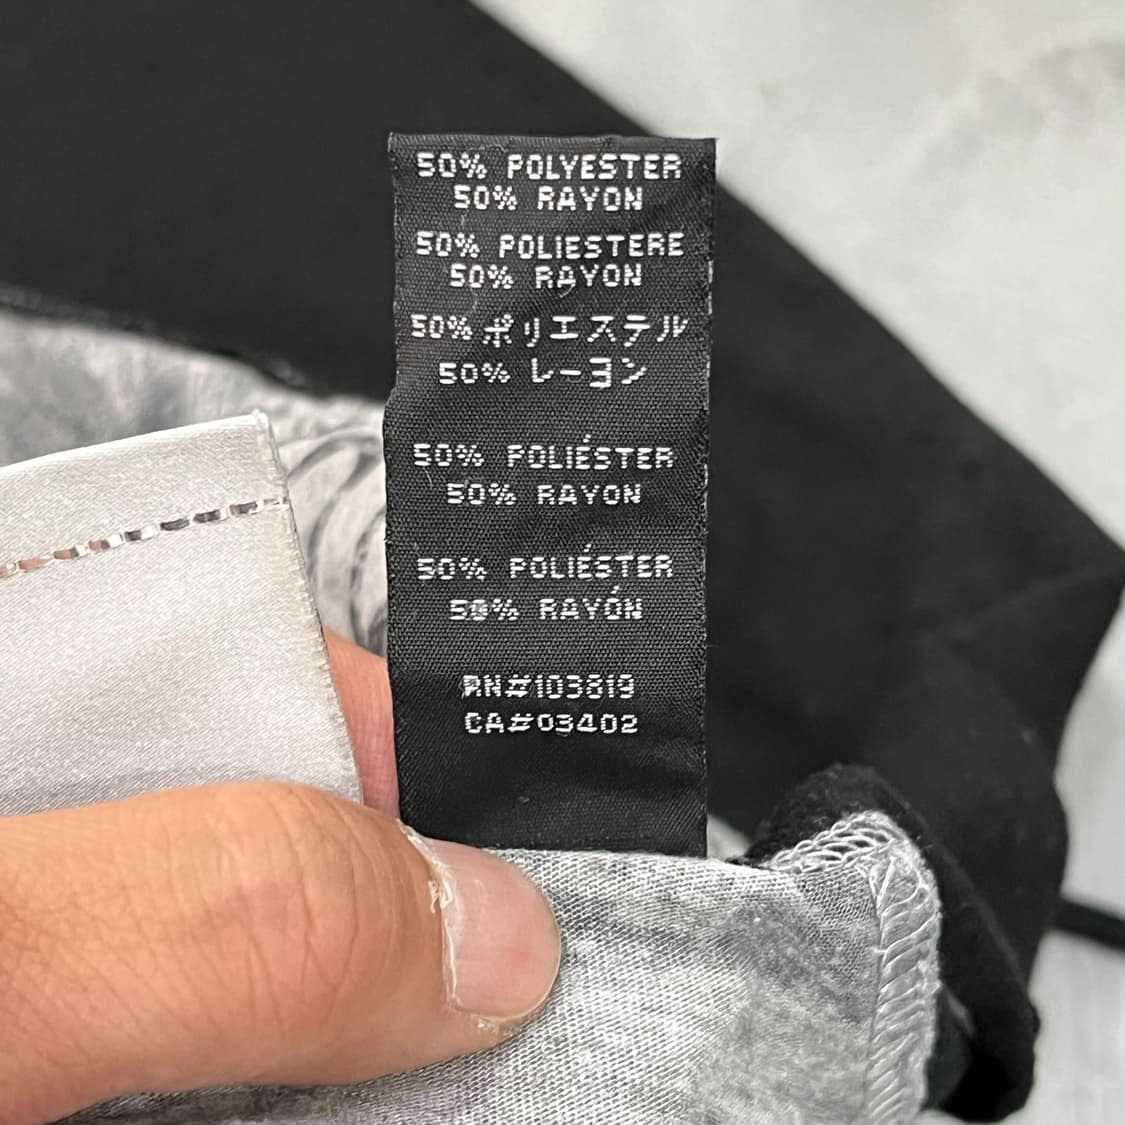 50% POLYESTER
50% RAYON
50% POLIESTERE
50% RAYON
50% ポリエステル
50% レーヨン
50% POLIÉSTER
50% RAYON
50% POLIÉSTER
50% RAYÓN
RN#103819
CA#03402